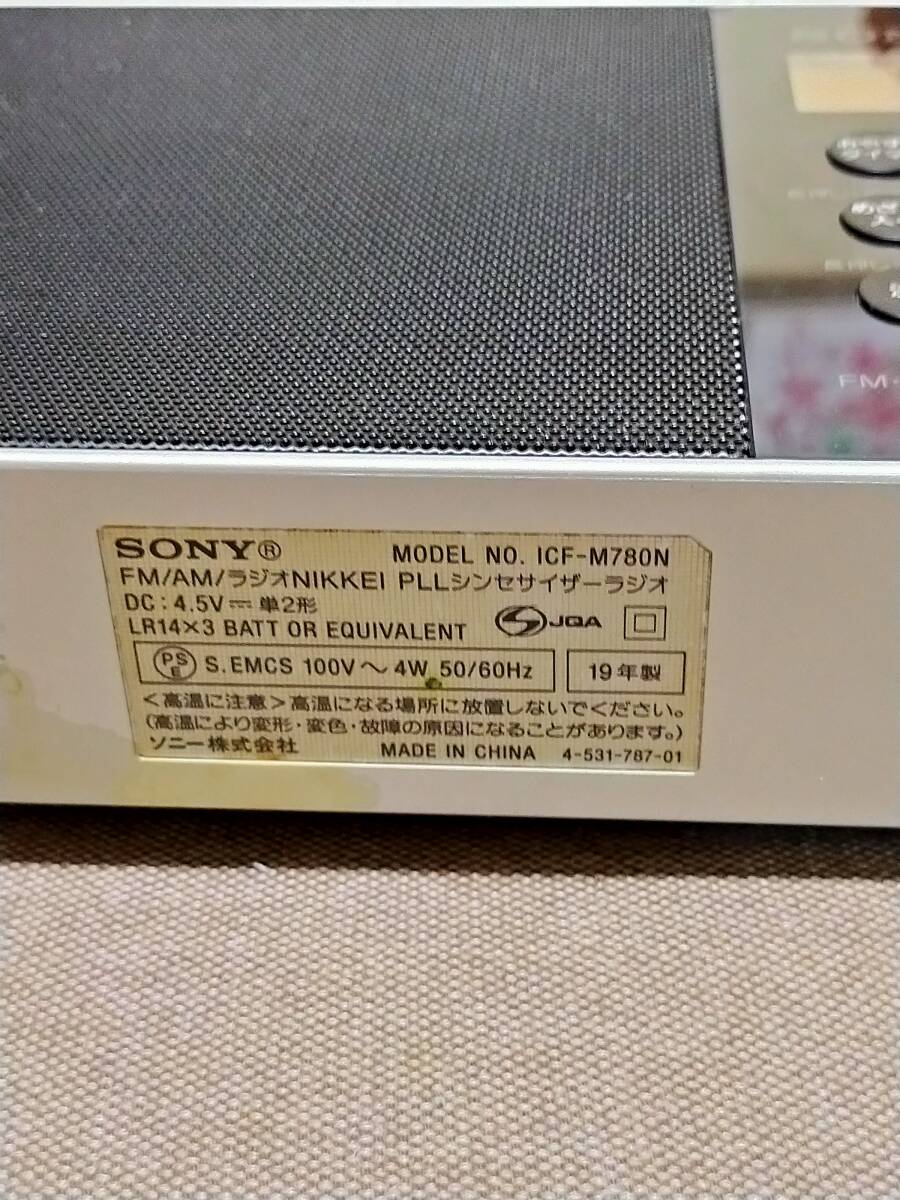 SONY® MODEL NO. ICF-M780N
FM/AM/ラジオNIKKEI PLLシンセサイザーラジオ
DC : 4.5V ⎓ 単2形
LR14×3 BATT OR EQUIVALENT
JQA
PSE S.EMCS 100V〜4W 50/60Hz
19年製
<高温に注意>高温になる場所に放置しないでください。
(高温により変形・変色・故障の原因になることがあります。)
ソニー株式会社 MADE IN CHINA 4-531-787-01
FM-